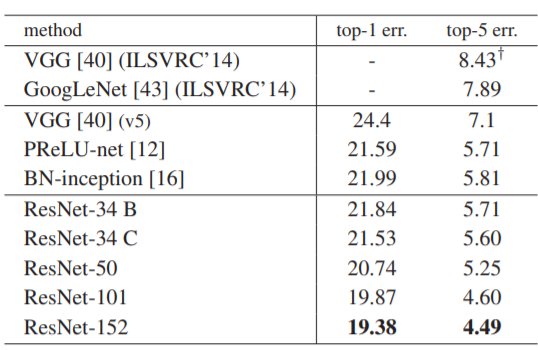 method top-1 err. top-5 err.
VGG [40] (ILSVRC’14) - 8.43†
GoogLeNet [43] (ILSVRC’14) - 7.89
VGG [40] (v5) 24.4 7.1
PReLU-net [12] 21.59 5.71
BN-inception [16] 21.99 5.81
ResNet-34 B 21.84 5.71
ResNet-34 C 21.53 5.60
ResNet-50 20.74 5.25
ResNet-101 19.87 4.60
ResNet-152 19.38 4.49